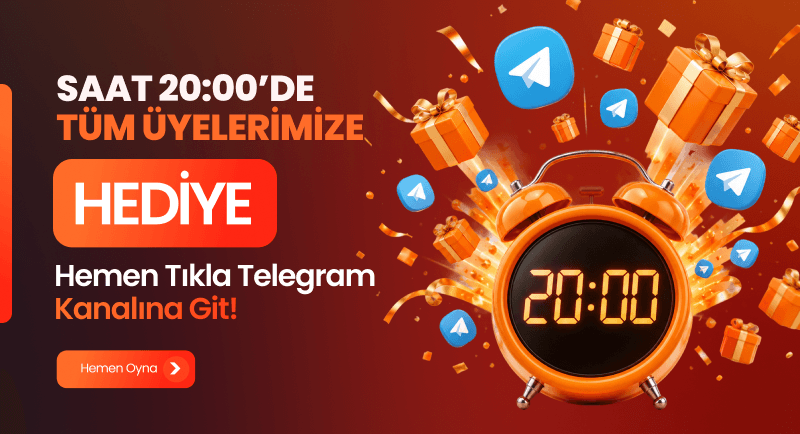 SAAT 20:00’DE
TÜM ÜYELERİMİZE
HEDİYE
Hemen Tıkla Telegram
Kanalına Git!
Hemen Oyna
20:00